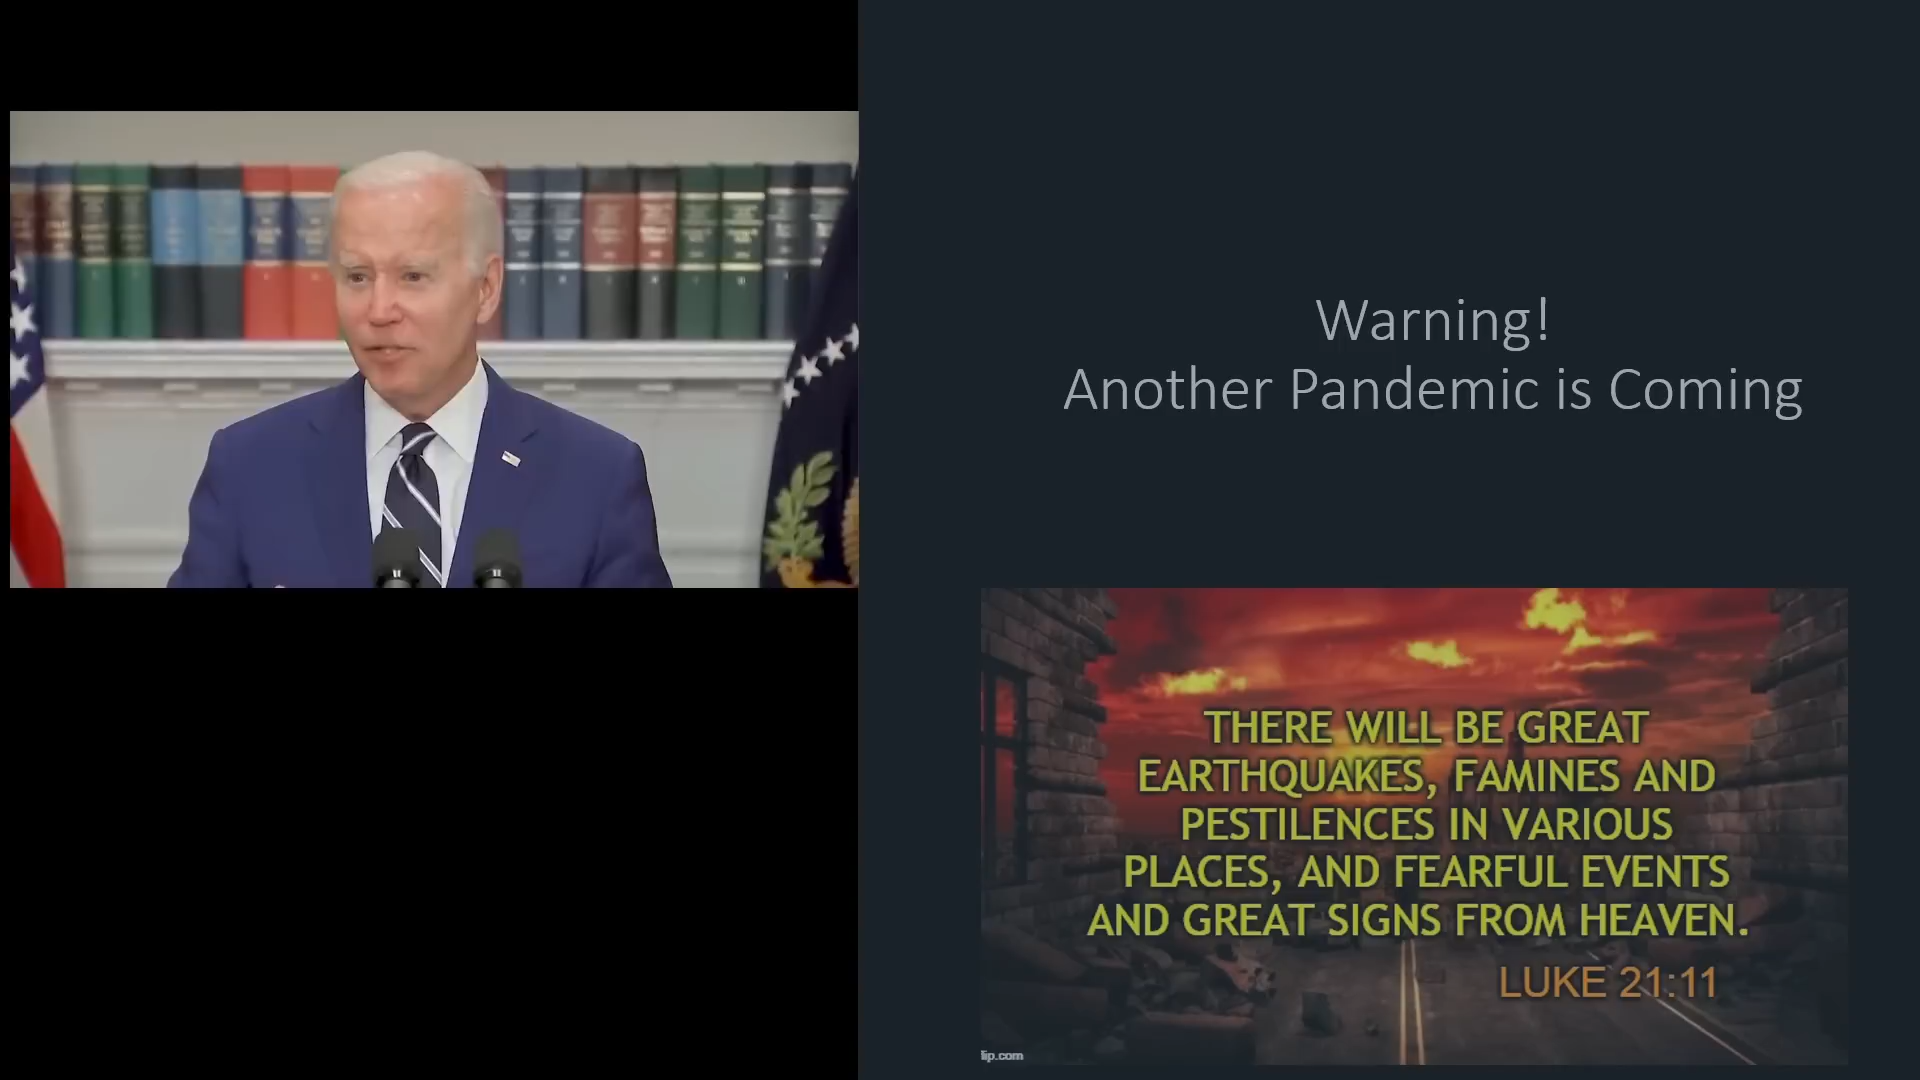 Warning!
Another Pandemic is Coming
THERE WILL BE GREAT
EARTHQUAKES, FAMINES AND
PESTILENCES IN VARIOUS
PLACES, AND FEARFUL EVENTS
AND GREAT SIGNS FROM HEAVEN.
LUKE 21:11
lip.com